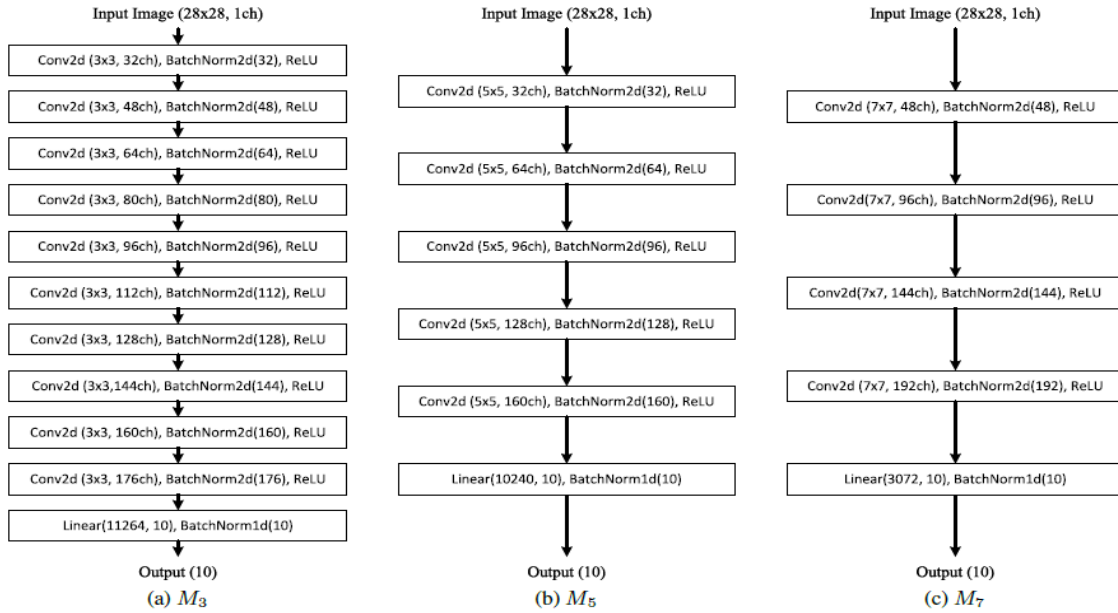 Input Image (28x28, 1ch)
Conv2d (3x3, 32ch), BatchNorm2d(32), ReLU
Conv2d (3x3, 48ch), BatchNorm2d(48), ReLU
Conv2d (3x3, 64ch), BatchNorm2d(64), ReLU
Conv2d (3x3, 80ch), BatchNorm2d(80), ReLU
Conv2d (3x3, 96ch), BatchNorm2d(96), ReLU
Conv2d (3x3, 112ch), BatchNorm2d(112), ReLU
Conv2d (3x3, 128ch), BatchNorm2d(128), ReLU
Conv2d (3x3,144ch), BatchNorm2d(144), ReLU
Conv2d (3x3, 160ch), BatchNorm2d(160), ReLU
Conv2d (3x3, 176ch), BatchNorm2d(176), ReLU
Linear(11264, 10), BatchNorm1d(10)
Output (10)
(a) M3
Input Image (28x28, 1ch)
Conv2d (5x5, 32ch), BatchNorm2d(32), ReLU
Conv2d (5x5, 64ch), BatchNorm2d(64), ReLU
Conv2d (5x5, 96ch), BatchNorm2d(96), ReLU
Conv2d (5x5, 128ch), BatchNorm2d(128), ReLU
Conv2d (5x5, 160ch), BatchNorm2d(160), ReLU
Linear(10240, 10), BatchNorm1d(10)
Output (10)
(b) M5
Input Image (28x28, 1ch)
Conv2d (7x7, 48ch), BatchNorm2d(48), ReLU
Conv2d(7x7, 96ch), BatchNorm2d(96), ReLU
Conv2d(7x7, 144ch), BatchNorm2d(144), ReLU
Conv2d (7x7, 192ch), BatchNorm2d(192), ReLU
Linear(3072, 10), BatchNorm1d(10)
Output (10)
(c) M7